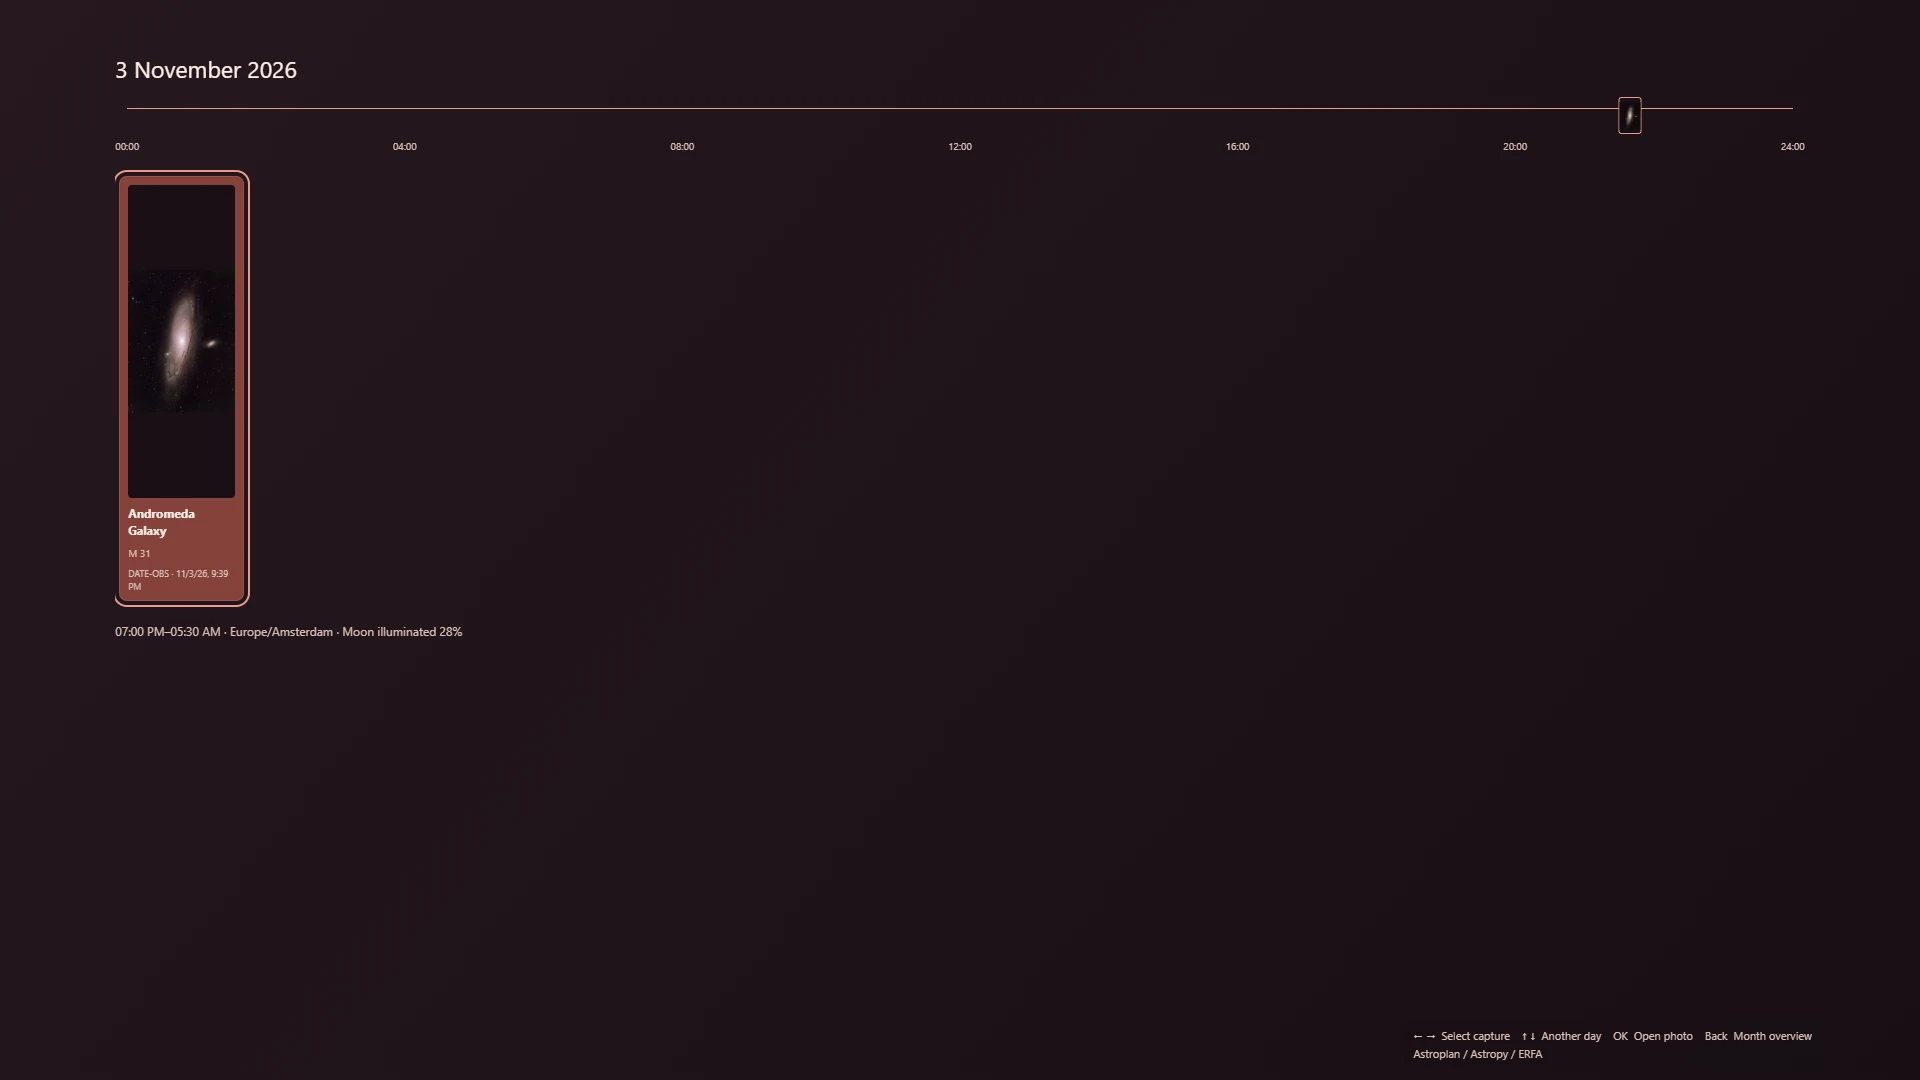 3 November 2026
00:00 04:00 08:00 12:00 16:00 20:00 24:00
Andromeda
Galaxy
M 31
DATE-OBS · 11/3/26, 9:39
PM
07:00 PM–05:30 AM · Europe/Amsterdam · Moon illuminated 28%
← → Select capture ↑ ↓ Another day OK Open photo Back Month overview
Astroplan / Astropy / ERFA